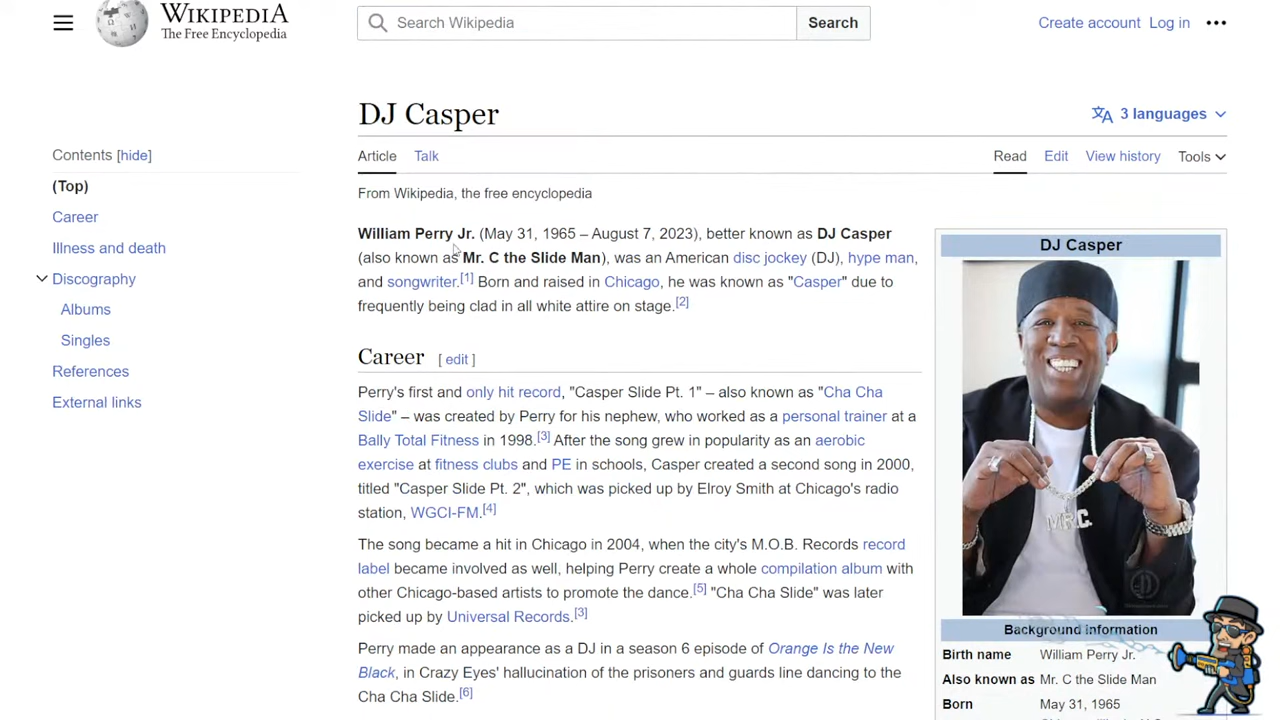 WIKIPEDIA
The Free Encyclopedia
Search Wikipedia
Search
Create account Log in
DJ Casper
3 languages
Contents [hide]
(Top)
Career
Illness and death
Discography
Albums
Singles
References
External links
Article Talk
Read Edit View history Tools
From Wikipedia, the free encyclopedia
William Perry Jr. (May 31, 1965 – August 7, 2023), better known as DJ Casper
(also known as Mr. C the Slide Man), was an American disc jockey (DJ), hype man,
and songwriter.[1] Born and raised in Chicago, he was known as "Casper" due to
frequently being clad in all white attire on stage.[2]
Career [ edit ]
Perry's first and only hit record, "Casper Slide Pt. 1" – also known as "Cha Cha
Slide" – was created by Perry for his nephew, who worked as a personal trainer at a
Bally Total Fitness in 1998.[3] After the song grew in popularity as an aerobic
exercise at fitness clubs and PE in schools, Casper created a second song in 2000,
titled "Casper Slide Pt. 2", which was picked up by Elroy Smith at Chicago's radio
station, WGCI-FM.[4]
The song became a hit in Chicago in 2004, when the city's M.O.B. Records record
label became involved as well, helping Perry create a whole compilation album with
other Chicago-based artists to promote the dance.[5] "Cha Cha Slide" was later
picked up by Universal Records.[3]
Perry made an appearance as a DJ in a season 6 episode of Orange Is the New
Black, in Crazy Eyes' hallucination of the prisoners and guards line dancing to the
Cha Cha Slide.[6]
DJ Casper
MR.C.
Background information
Birth name William Perry Jr.
Also known as Mr. C the Slide Man
Born May 31, 1965